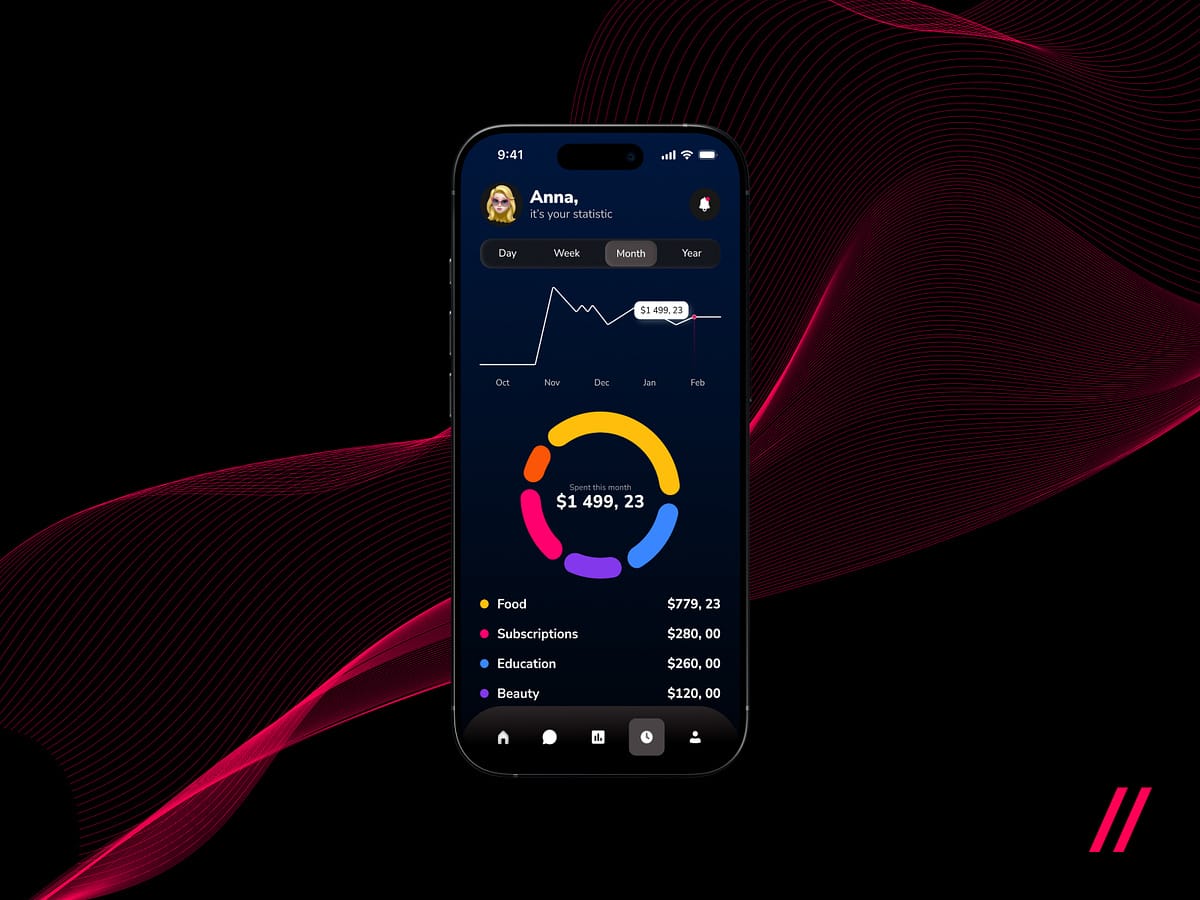 9:41
Anna,
it's your statistic
Day Week Month Year
$1 499, 23
Oct Nov Dec Jan Feb
Spent this month
$1 499, 23
Food $779, 23
Subscriptions $280, 00
Education $260, 00
Beauty $120, 00